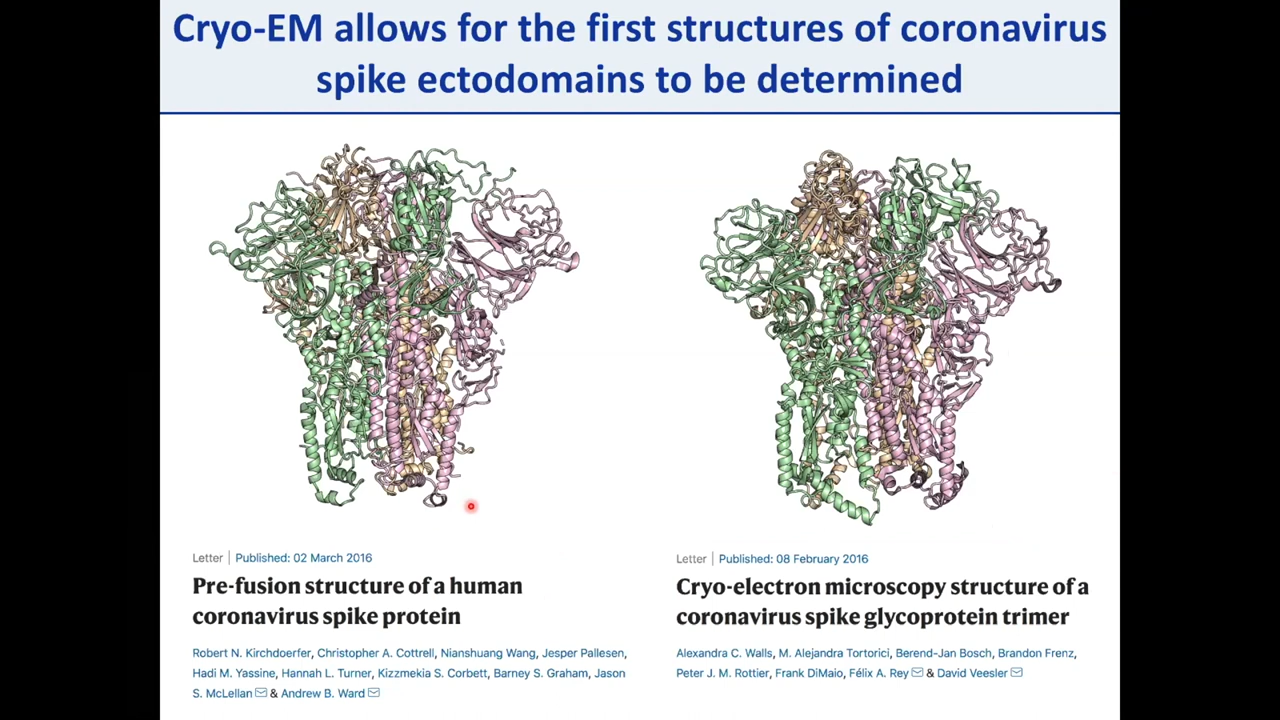 Cryo-EM allows for the first structures of coronavirus
spike ectodomains to be determined
Letter | Published: 02 March 2016
Pre-fusion structure of a human
coronavirus spike protein
Robert N. Kirchdoerfer, Christopher A. Cottrell, Nianshuang Wang, Jesper Pallesen,
Hadi M. Yassine, Hannah L. Turner, Kizzmekia S. Corbett, Barney S. Graham, Jason
S. McLellan & Andrew B. Ward
Letter | Published: 08 February 2016
Cryo-electron microscopy structure of a
coronavirus spike glycoprotein trimer
Alexandra C. Walls, M. Alejandra Tortorici, Berend-Jan Bosch, Brandon Frenz,
Peter J. M. Rottier, Frank DiMaio, Félix A. Rey & David Veesler